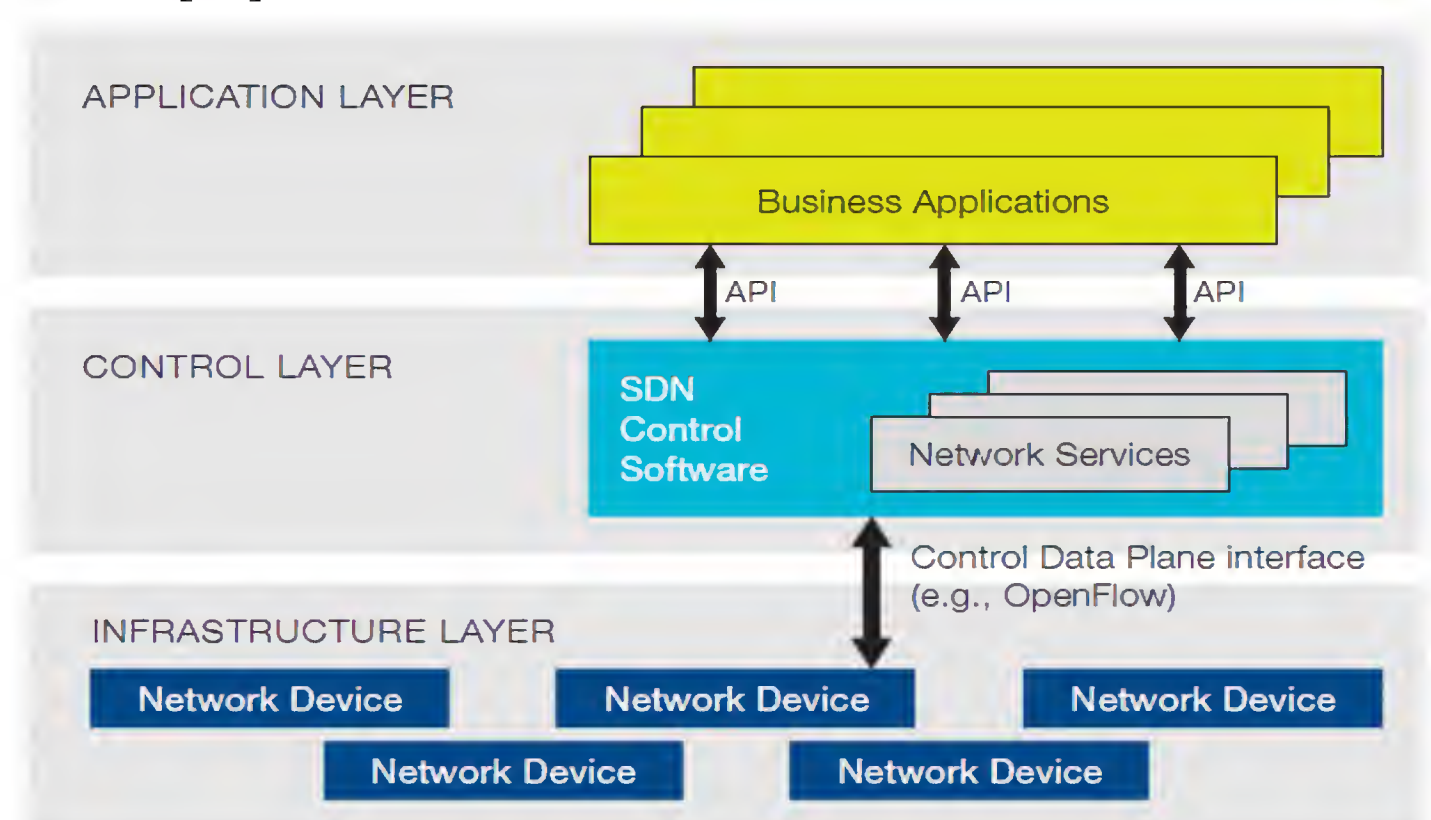 APPLICATION LAYER
Business Applications
API API API
CONTROL LAYER
SDN
Control
Software
Network Services
Control Data Plane interface
(e.g., OpenFlow)
INFRASTRUCTURE LAYER
Network Device Network Device Network Device
Network Device Network Device